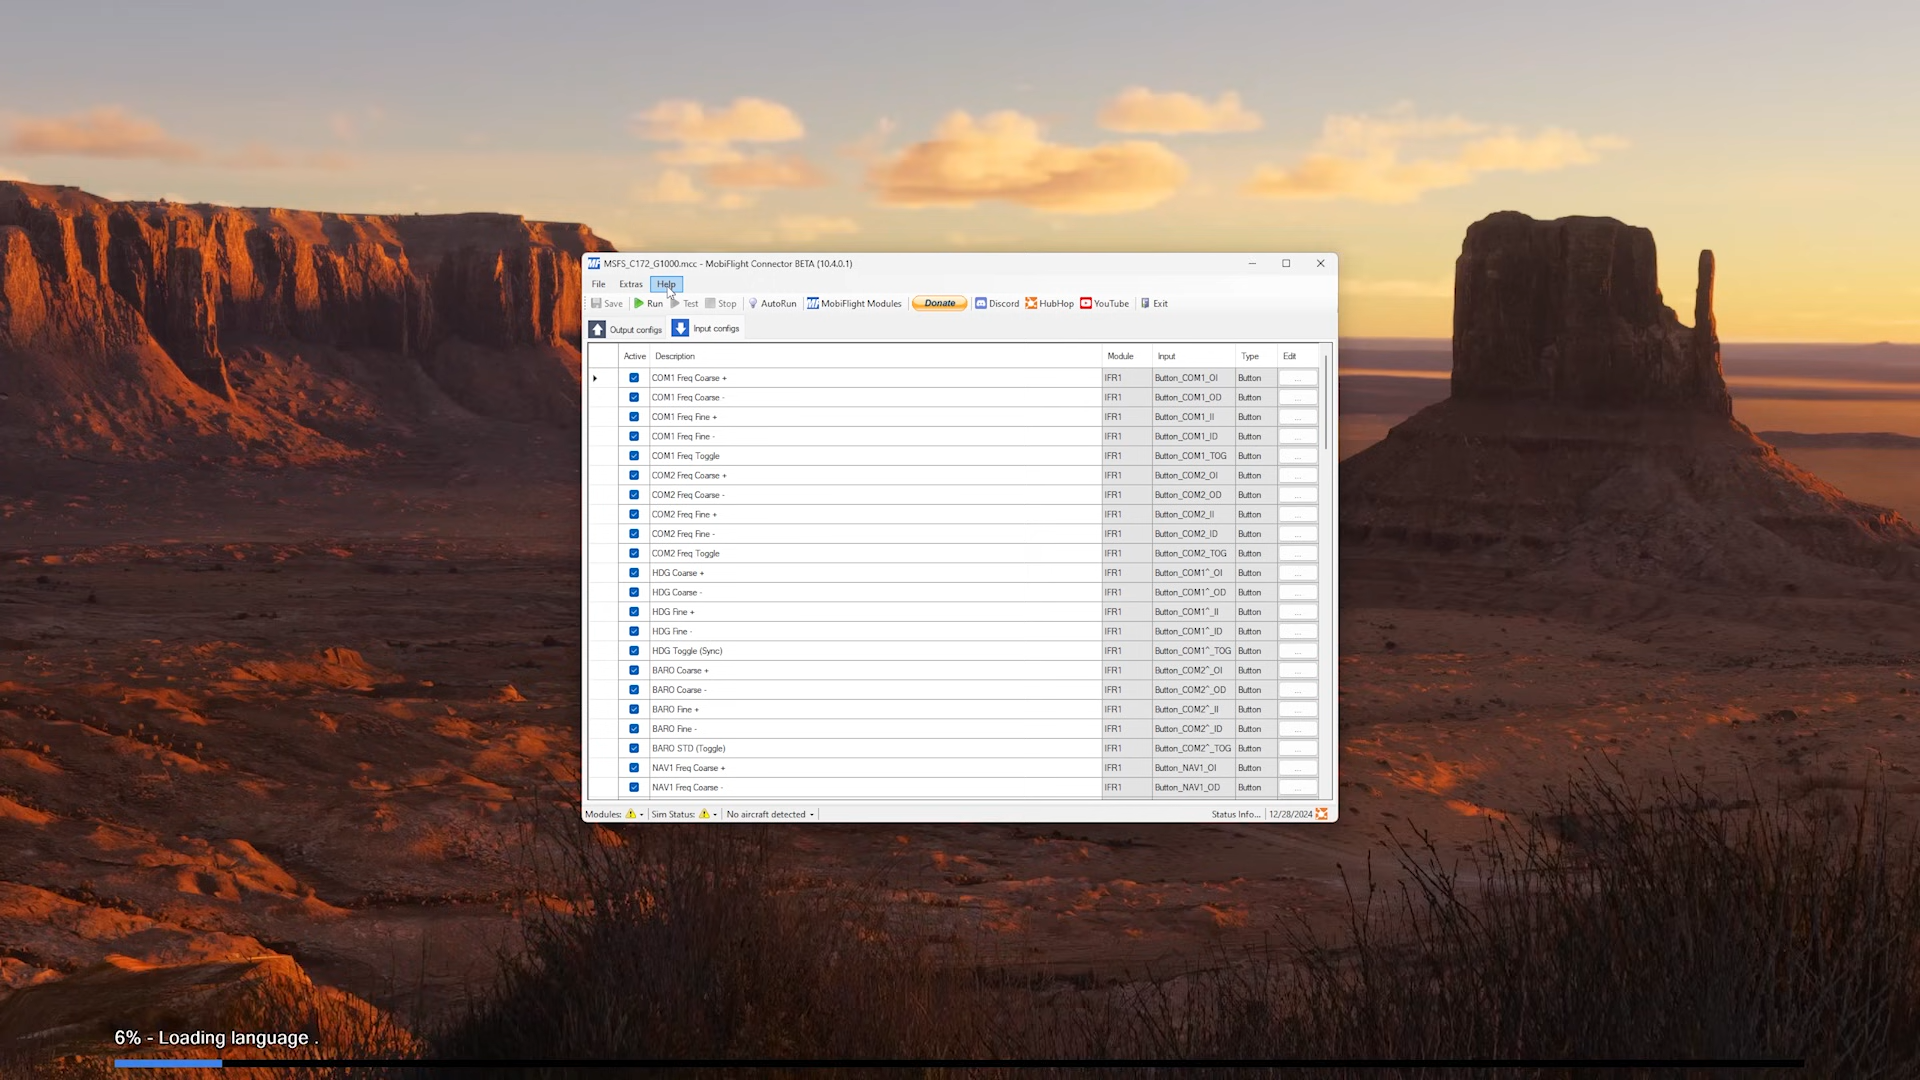 MSFS_C172_G1000.mcc - MobiFlight Connector BETA (10.4.0.1)
File Extras Help
Save Run Test Stop AutoRun MobiFlight Modules Donate Discord HubHop YouTube Exit
Output configs Input configs
Active Description Module Input Type Edit
COM1 Freq Coarse + IFR1 Button_COM1_OI Button ...
COM1 Freq Coarse - IFR1 Button_COM1_OD Button ...
COM1 Freq Fine + IFR1 Button_COM1_II Button ...
COM1 Freq Fine - IFR1 Button_COM1_ID Button ...
COM1 Freq Toggle IFR1 Button_COM1_TOG Button ...
COM2 Freq Coarse + IFR1 Button_COM2_OI Button ...
COM2 Freq Coarse - IFR1 Button_COM2_OD Button ...
COM2 Freq Fine + IFR1 Button_COM2_II Button ...
COM2 Freq Fine - IFR1 Button_COM2_ID Button ...
COM2 Freq Toggle IFR1 Button_COM2_TOG Button ...
HDG Coarse + IFR1 Button_COM1^_OI Button ...
HDG Coarse - IFR1 Button_COM1^_OD Button ...
HDG Fine + IFR1 Button_COM1^_II Button ...
HDG Fine - IFR1 Button_COM1^_ID Button ...
HDG Toggle (Sync) IFR1 Button_COM1^_TOG Button ...
BARO Coarse + IFR1 Button_COM2^_OI Button ...
BARO Coarse - IFR1 Button_COM2^_OD Button ...
BARO Fine + IFR1 Button_COM2^_II Button ...
BARO Fine - IFR1 Button_COM2^_ID Button ...
BARO STD (Toggle) IFR1 Button_COM2^_TOG Button ...
NAV1 Freq Coarse + IFR1 Button_NAV1_OI Button ...
NAV1 Freq Coarse - IFR1 Button_NAV1_OD Button ...
Modules: Sim Status: No aircraft detected Status Info... 12/28/2024
6% - Loading language .